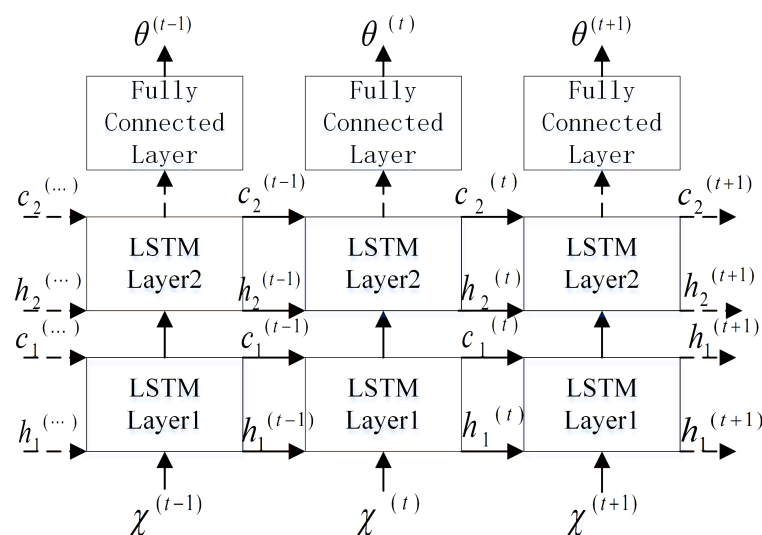 θ^(t-1) θ^(t) θ^(t+1)
Fully Connected Layer
Fully Connected Layer
Fully Connected Layer
c₂^(...) c₂^(t-1) c₂^(t) c₂^(t+1)
LSTM Layer2
LSTM Layer2
LSTM Layer2
h₂^(...) h₂^(t-1) h₂^(t) h₂^(t+1)
c₁^(...) c₁^(t-1) c₁^(t) h₁^(t+1)
LSTM Layer1
LSTM Layer1
LSTM Layer1
h₁^(...) h₁^(t-1) h₁^(t) h₁^(t+1)
χ^(t-1) χ^(t) χ^(t+1)